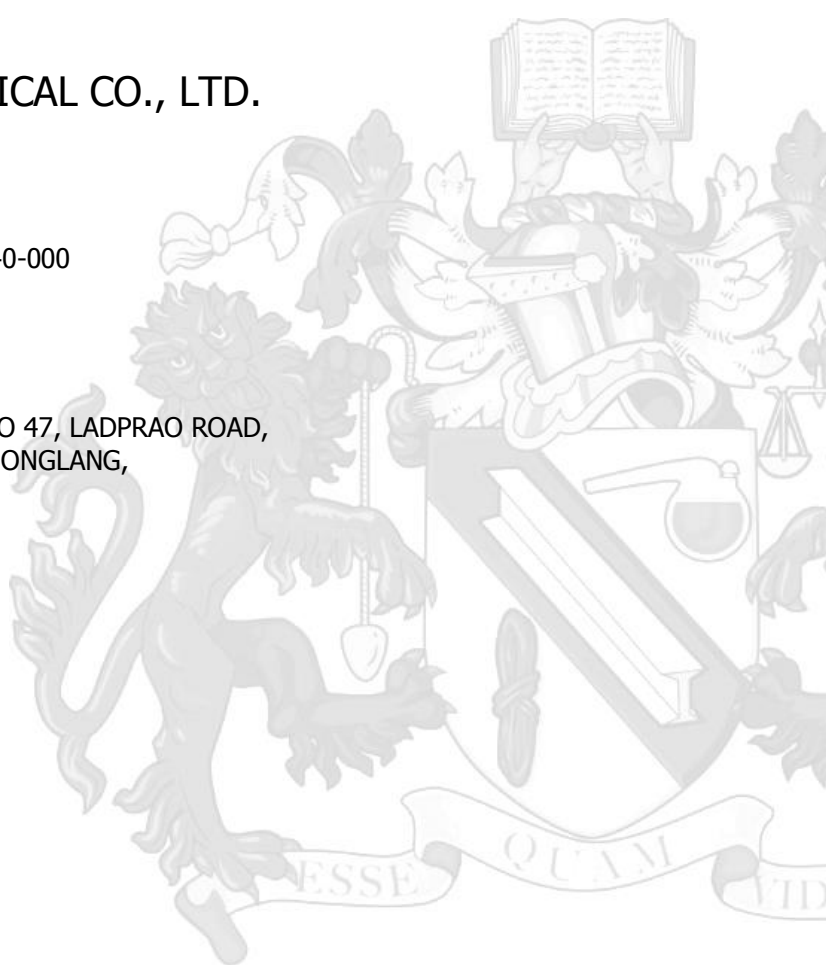 ICAL CO., LTD.
0-000
O 47, LADPRAO ROAD,
ONGLANG,
ESSE QUAM VID